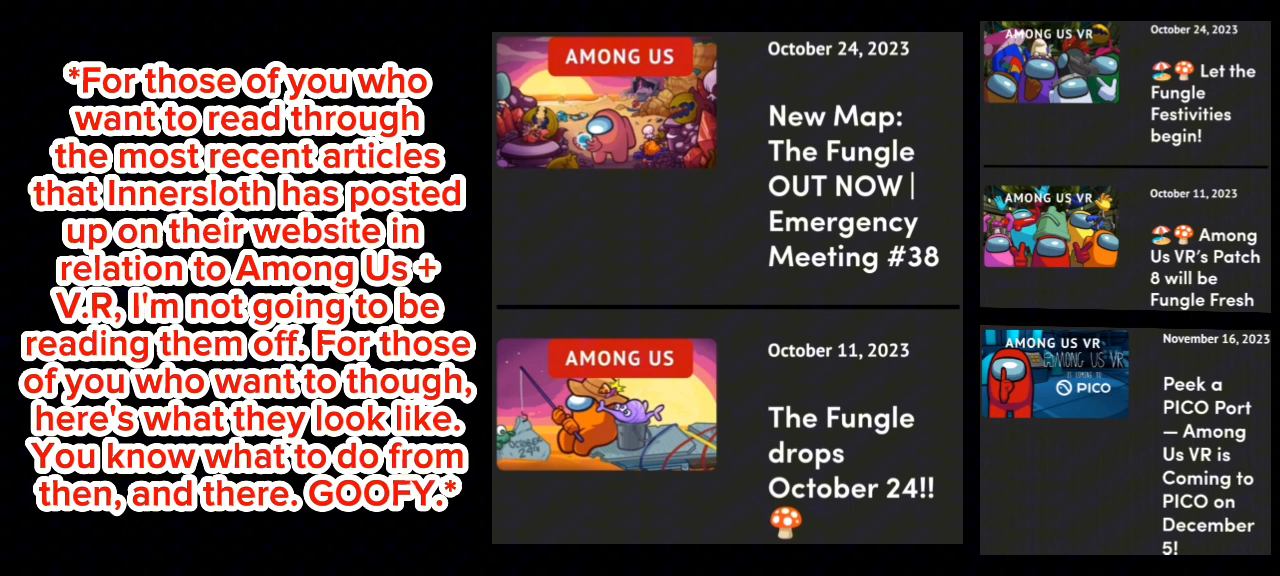 *For those of you who
want to read through
the most recent articles
that Innersloth has posted
up on their website in
relation to Among Us +
V.R, I'm not going to be
reading them off. For those
of you who want to though,
here's what they look like.
You know what to do from
then, and there. GOOFY.*
AMONG US
October 24, 2023
New Map:
The Fungle
OUT NOW |
Emergency
Meeting #38
AMONG US
OCTOBER
24TH
October 11, 2023
The Fungle
drops
October 24!!
🍄
AMONG US VR
October 24, 2023
🏖️🍄 Let the
Fungle
Festivities
begin!
AMONG US VR
October 11, 2023
🏖️🍄 Among
Us VR’s Patch
8 will be
Fungle Fresh
AMONG US VR
AMONG US VR
IS COMING TO
PICO
November 16, 2023
Peek a
PICO Port
— Among
Us VR is
Coming to
PICO on
December
5!